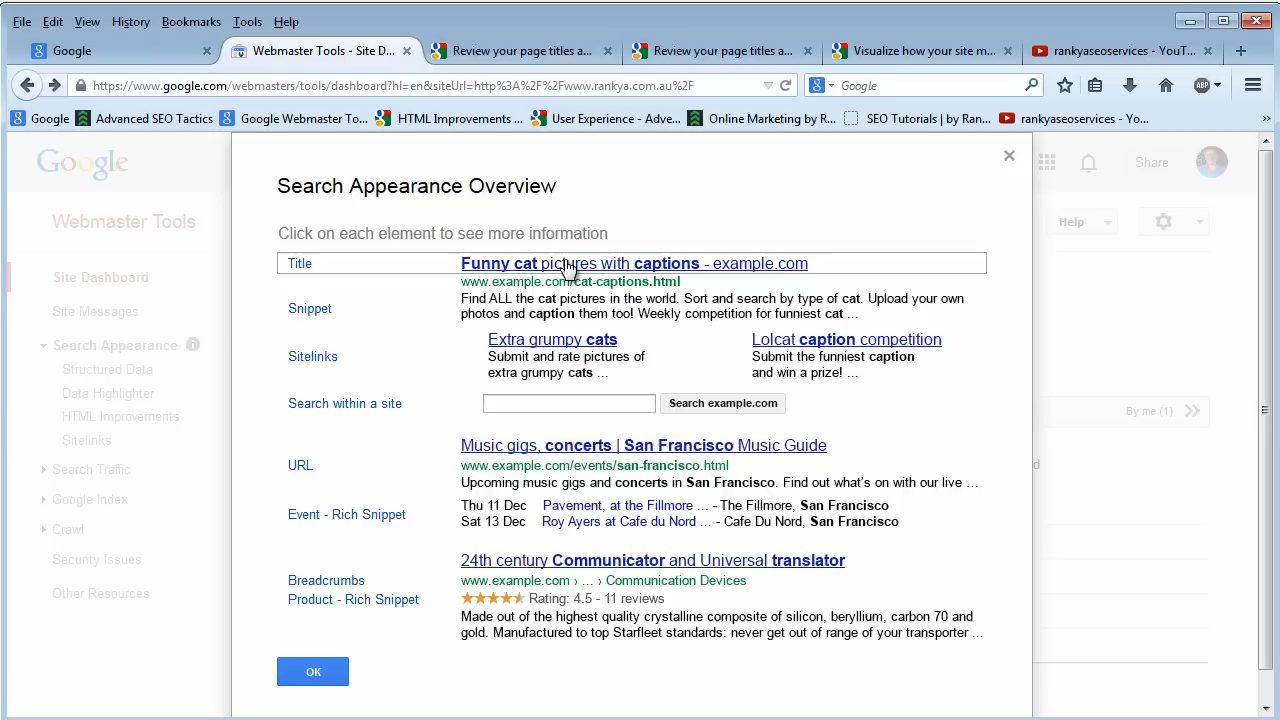 File Edit View History Bookmarks Tools Help
Google
Webmaster Tools - Site D...
Review your page titles a...
Review your page titles a...
Visualize how your site m...
rankyaseoservices - YouT...
https://www.google.com/webmasters/tools/dashboard?hl=en&siteUrl=http%3A%2F%2Fwww.rankya.com.au%2F
Google
Google
Advanced SEO Tactics
Google Webmaster To...
HTML Improvements ...
User Experience - Adve...
Online Marketing by R...
SEO Tutorials | by Ran...
rankyaseoservices - Yo...
Google
Share
Webmaster Tools
Help
Site Dashboard
Site Messages
Search Appearance
Structured Data
Data Highlighter
HTML Improvements
Sitelinks
Search Traffic
Google Index
Crawl
Security Issues
Other Resources
By me (1)
Search Appearance Overview
Click on each element to see more information
Title
Funny cat pictures with captions - example.com
www.example.com/cat-captions.html
Snippet
Find ALL the cat pictures in the world. Sort and search by type of cat. Upload your own
photos and caption them too! Weekly competition for funniest cat ...
Sitelinks
Extra grumpy cats
Submit and rate pictures of
extra grumpy cats ...
Lolcat caption competition
Submit the funniest caption
and win a prize! ...
Search within a site
Search example.com
Music gigs, concerts | San Francisco Music Guide
URL
www.example.com/events/san-francisco.html
Upcoming music gigs and concerts in San Francisco. Find out what's on with our live ...
Event - Rich Snippet
Thu 11 Dec Pavement, at the Fillmore ... - The Fillmore, San Francisco
Sat 13 Dec Roy Ayers at Cafe du Nord ... - Cafe Du Nord, San Francisco
24th century Communicator and Universal translator
Breadcrumbs
www.example.com › ... › Communication Devices
Product - Rich Snippet
Rating: 4.5 - 11 reviews
Made out of the highest quality crystalline composite of silicon, beryllium, carbon 70 and
gold. Manufactured to top Starfleet standards: never get out of range of your transporter ...
OK